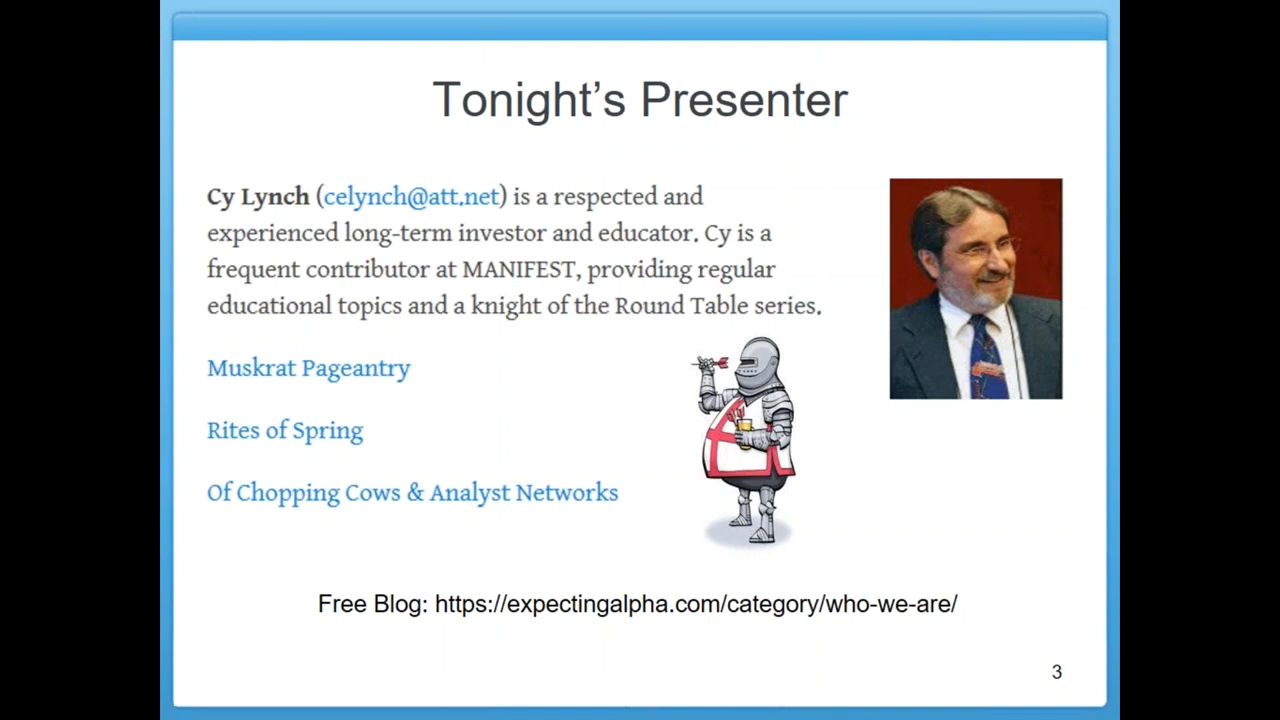 Tonight’s Presenter
Cy Lynch (celynch@att.net) is a respected and
experienced long-term investor and educator. Cy is a
frequent contributor at MANIFEST, providing regular
educational topics and a knight of the Round Table series.
Muskrat Pageantry
Rites of Spring
Of Chopping Cows & Analyst Networks
Free Blog: https://expectingalpha.com/category/who-we-are/
3